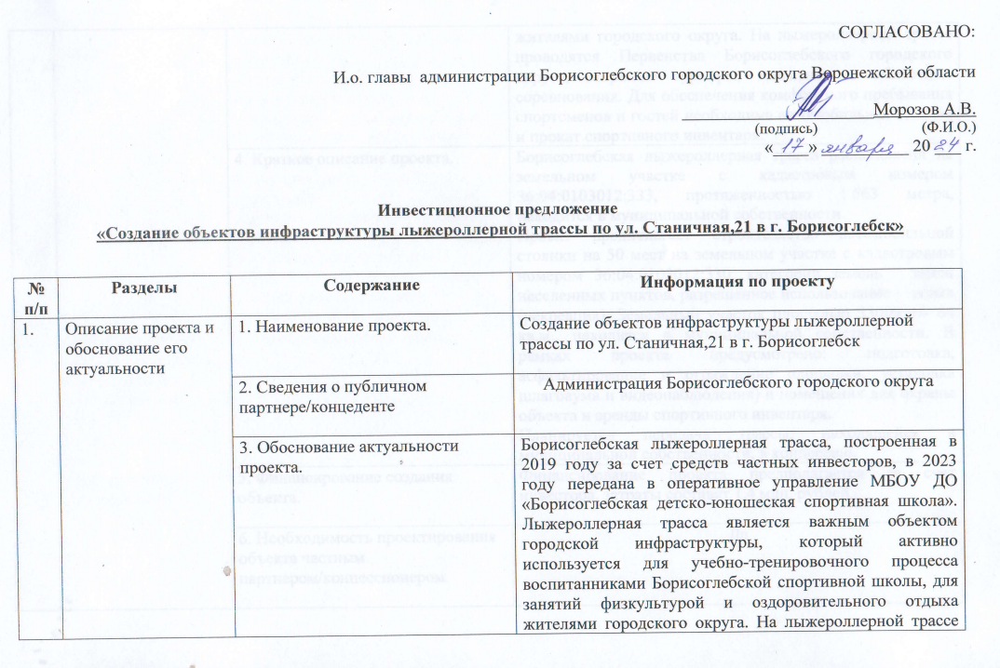 СОГЛАСОВАНО:
И.о. главы администрации Борисоглебского городского округа Воронежской области
Морозов А.В.
(подпись) (Ф.И.О.)
« 17 » января 20 24 г.
Инвестиционное предложение
«Создание объектов инфраструктуры лыжероллерной трассы по ул. Станичная,21 в г. Борисоглебск»
№ п/п Разделы Содержание Информация по проекту
1. Описание проекта и обоснование его актуальности
1. Наименование проекта.
Создание объектов инфраструктуры лыжероллерной
трассы по ул. Станичная,21 в г. Борисоглебск
2. Сведения о публичном
партнере/концеденте
Администрация Борисоглебского городского округа
3. Обоснование актуальности
проекта.
Борисоглебская лыжероллерная трасса, построенная в
2019 году за счет средств частных инвесторов, в 2023
году передана в оперативное управление МБОУ ДО
«Борисоглебская детско-юношеская спортивная школа».
Лыжероллерная трасса является важным объектом
городской инфраструктуры, который активно
используется для учебно-тренировочного процесса
воспитанниками Борисоглебской спортивной школы, для
занятий физкультурой и оздоровительного отдыха
жителями городского округа. На лыжероллерной трассе